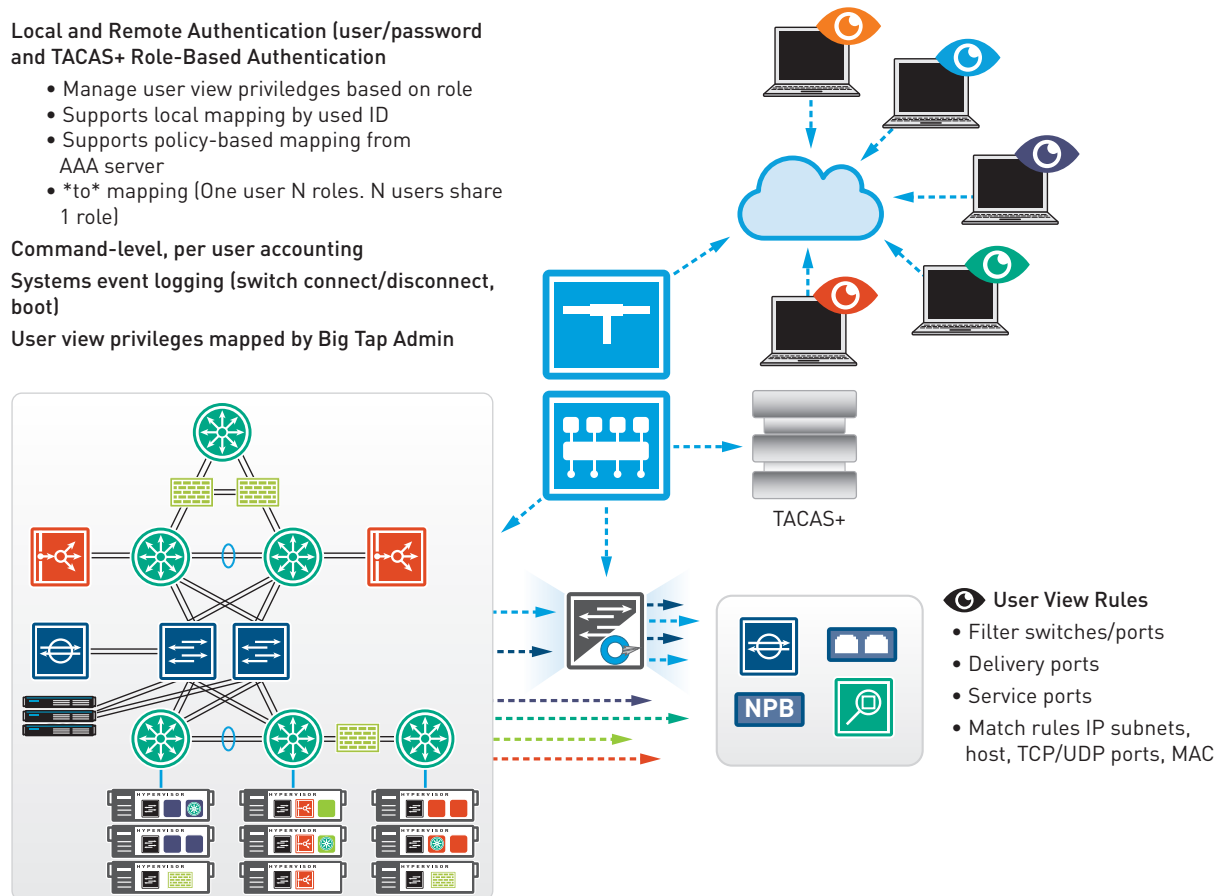 Local and Remote Authentication (user/password
and TACAS+ Role-Based Authentication
• Manage user view priviledges based on role
• Supports local mapping by used ID
• Supports policy-based mapping from
AAA server
• *to* mapping (One user N roles. N users share
1 role)
Command-level, per user accounting
Systems event logging (switch connect/disconnect,
boot)
User view privileges mapped by Big Tap Admin
TACAS+
NPB
User View Rules
• Filter switches/ports
• Delivery ports
• Service ports
• Match rules IP subnets,
host, TCP/UDP ports, MAC
HYPERVISOR
HYPERVISOR
HYPERVISOR
HYPERVISOR
HYPERVISOR
HYPERVISOR
HYPERVISOR
HYPERVISOR
HYPERVISOR